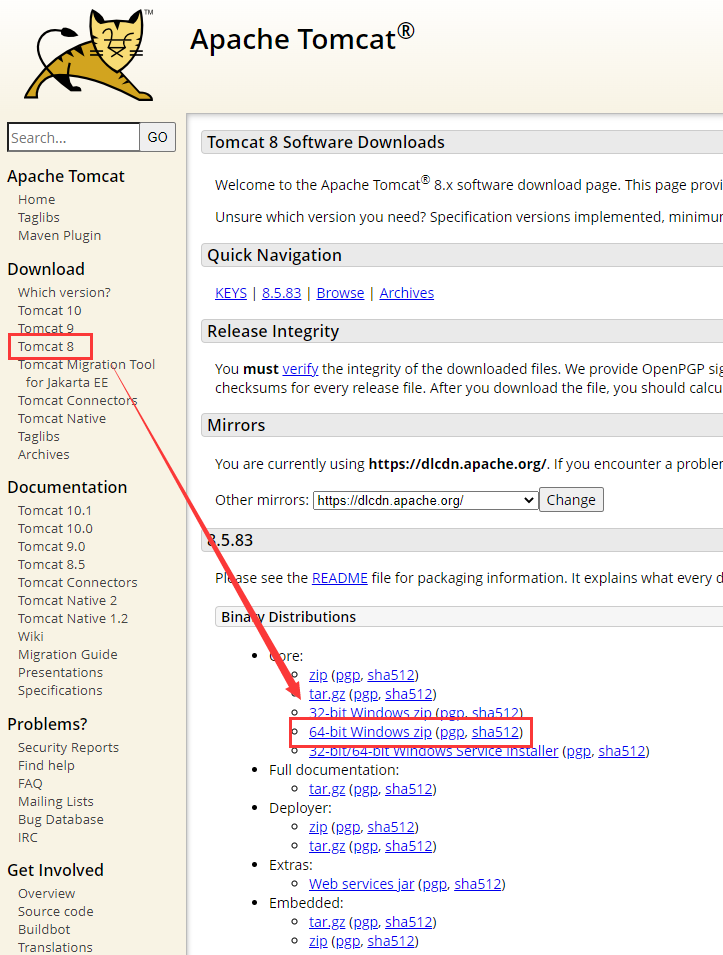 TM
Apache Tomcat®
Search... GO
Apache Tomcat
Home
Taglibs
Maven Plugin
Download
Which version?
Tomcat 10
Tomcat 9
Tomcat 8
Tomcat Migration Tool
for Jakarta EE
Tomcat Connectors
Tomcat Native
Taglibs
Archives
Documentation
Tomcat 10.1
Tomcat 10.0
Tomcat 9.0
Tomcat 8.5
Tomcat Connectors
Tomcat Native 2
Tomcat Native 1.2
Wiki
Migration Guide
Presentations
Specifications
Problems?
Security Reports
Find help
FAQ
Mailing Lists
Bug Database
IRC
Get Involved
Overview
Source code
Buildbot
Translations
Tomcat 8 Software Downloads
Welcome to the Apache Tomcat® 8.x software download page. This page provi
Unsure which version you need? Specification versions implemented, minimum
Quick Navigation
KEYS | 8.5.83 | Browse | Archives
Release Integrity
You must verify the integrity of the downloaded files. We provide OpenPGP sig
checksums for every release file. After you download the file, you should calcu
Mirrors
You are currently using https://dlcdn.apache.org/. If you encounter a problem
Other mirrors: https://dlcdn.apache.org/ Change
8.5.83
Please see the README file for packaging information. It explains what every d
Binary Distributions
Core:
zip (pgp, sha512)
tar.gz (pgp, sha512)
32-bit Windows zip (pgp, sha512)
64-bit Windows zip (pgp, sha512)
32-bit/64-bit Windows Service Installer (pgp, sha512)
Full documentation:
tar.gz (pgp, sha512)
Deployer:
zip (pgp, sha512)
tar.gz (pgp, sha512)
Extras:
Web services jar (pgp, sha512)
Embedded:
tar.gz (pgp, sha512)
zip (pgp, sha512)